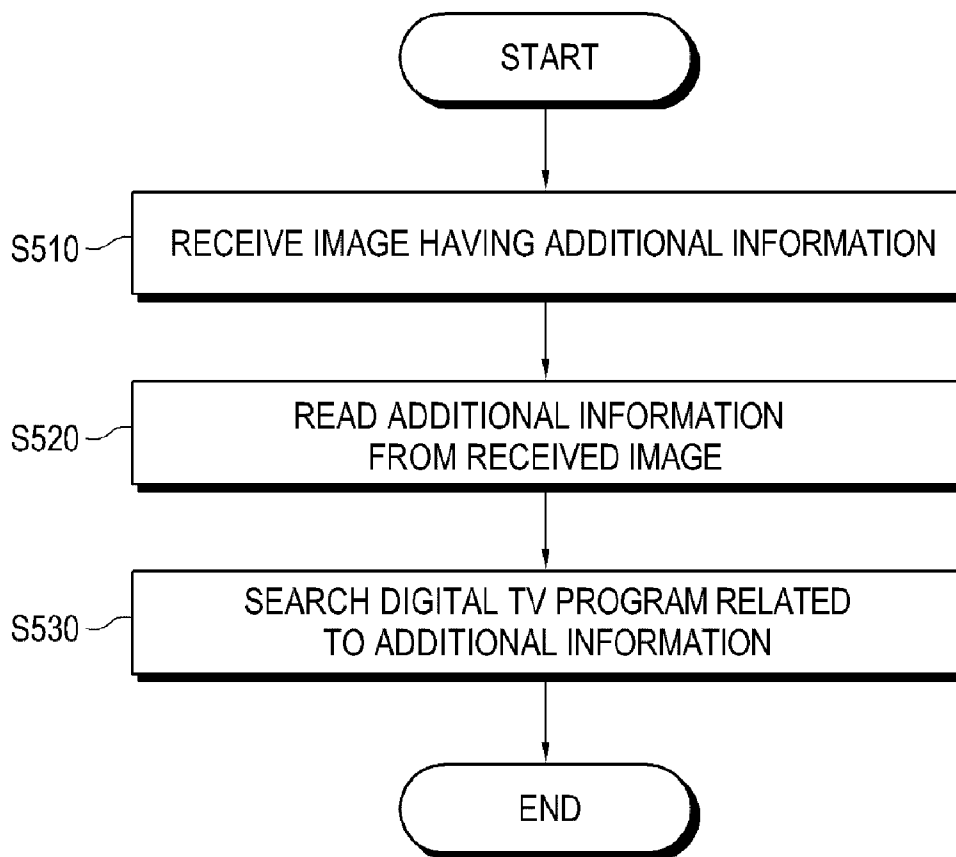 START
S510
RECEIVE IMAGE HAVING ADDITIONAL INFORMATION
S520
READ ADDITIONAL INFORMATION
FROM RECEIVED IMAGE
S530
SEARCH DIGITAL TV PROGRAM RELATED
TO ADDITIONAL INFORMATION
END